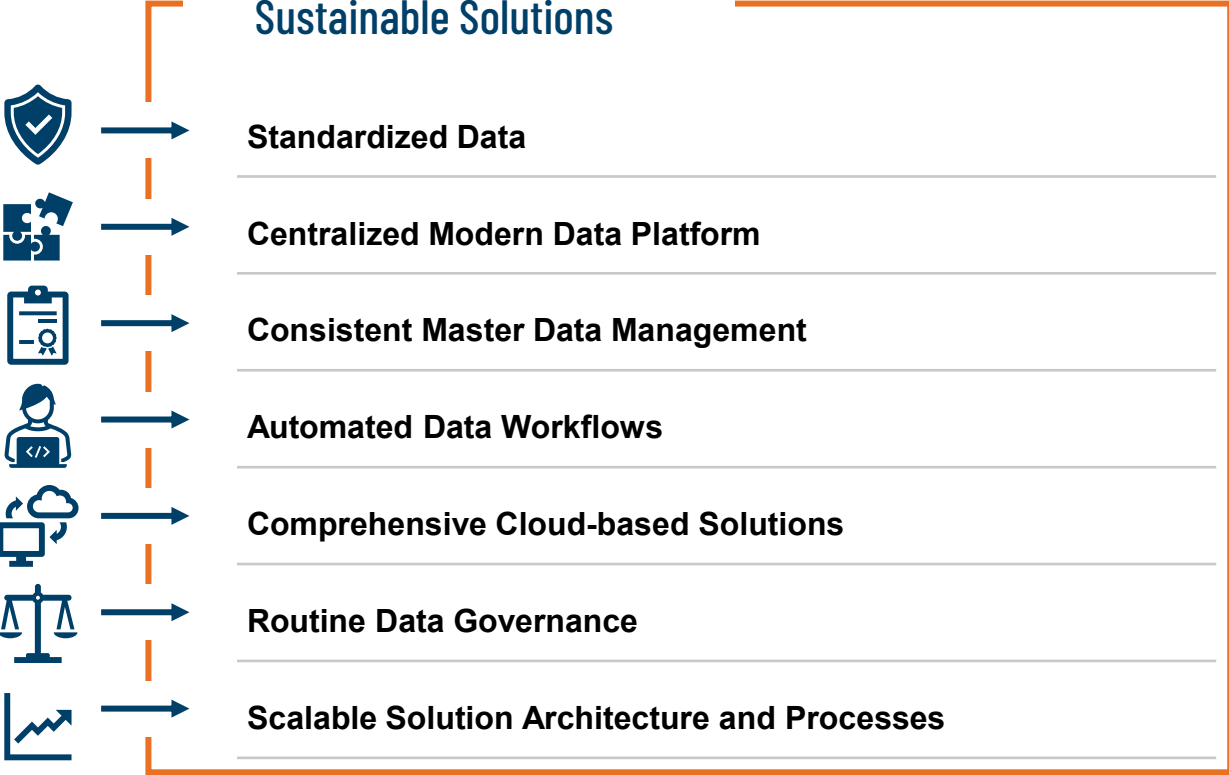 Sustainable Solutions
Standardized Data
Centralized Modern Data Platform
Consistent Master Data Management
Automated Data Workflows
</>
Comprehensive Cloud-based Solutions
Routine Data Governance
Scalable Solution Architecture and Processes